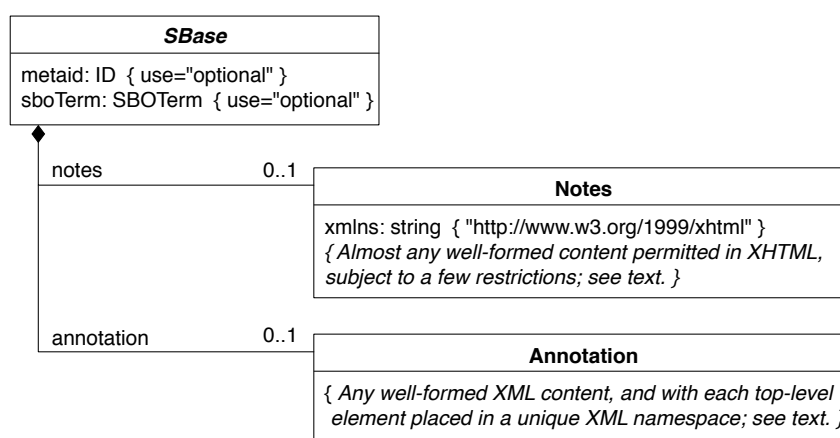 SBase
metaid: ID { use="optional" }
sboTerm: SBOTerm { use="optional" }
notes 0..1
Notes
xmlns: string { "http://www.w3.org/1999/xhtml" }
{ Almost any well-formed content permitted in XHTML,
subject to a few restrictions; see text. }
annotation 0..1
Annotation
{ Any well-formed XML content, and with each top-level
element placed in a unique XML namespace; see text. }